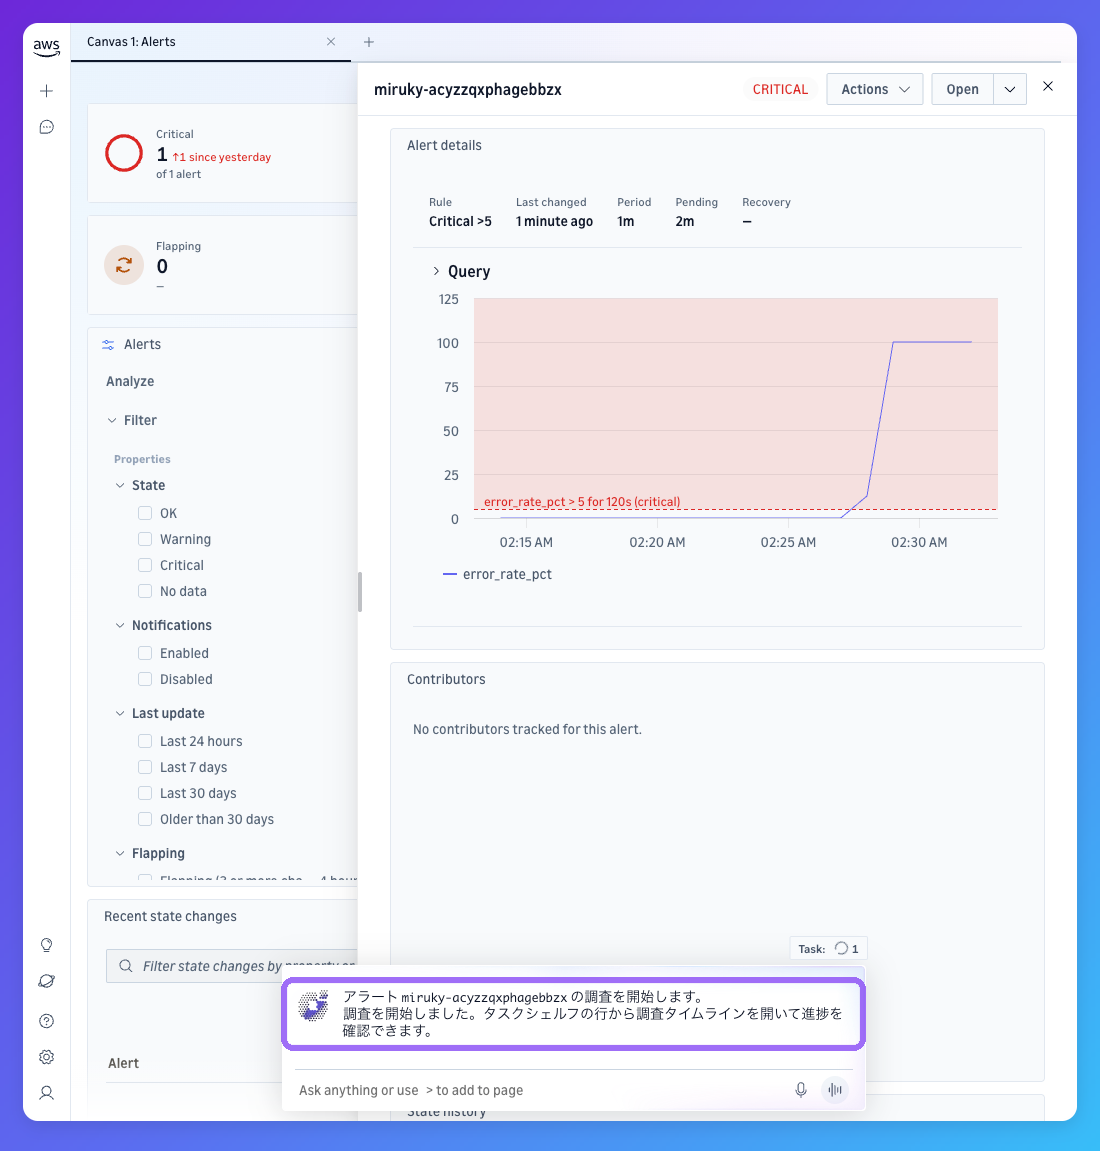 aws
Canvas 1: Alerts
Critical
1 ↑1 since yesterday
of 1 alert
Flapping
0
–
Alerts
Analyze
Filter
Properties
State
OK
Warning
Critical
No data
Notifications
Enabled
Disabled
Last update
Last 24 hours
Last 7 days
Last 30 days
Older than 30 days
Flapping
Recent state changes
Filter state changes by property or
Alert
miruky-acyzzqxphagebbzx
CRITICAL
Actions
Open
Alert details
Rule Last changed Period Pending Recovery
Critical >5 1 minute ago 1m 2m –
Query
125
100
75
50
25
0
error_rate_pct > 5 for 120s (critical)
02:15 AM 02:20 AM 02:25 AM 02:30 AM
error_rate_pct
Contributors
No contributors tracked for this alert.
Task: 1
アラート miruky-acyzzqxphagebbzx の調査を開始します。
調査を開始しました。タスクシェルフの行から調査タイムラインを開いて進捗を
確認できます。
Ask anything or use > to add to page
State history